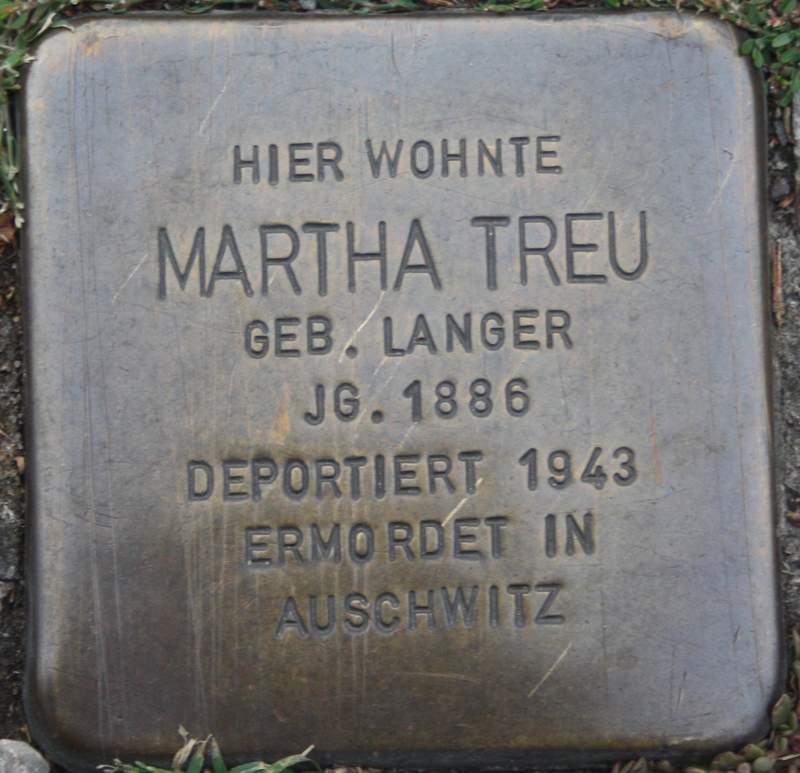 HIER WOHNTE
MARTHA TREU
GEB. LANGER
JG. 1886
DEPORTIERT 1943
ERMORDET IN
AUSCHWITZ